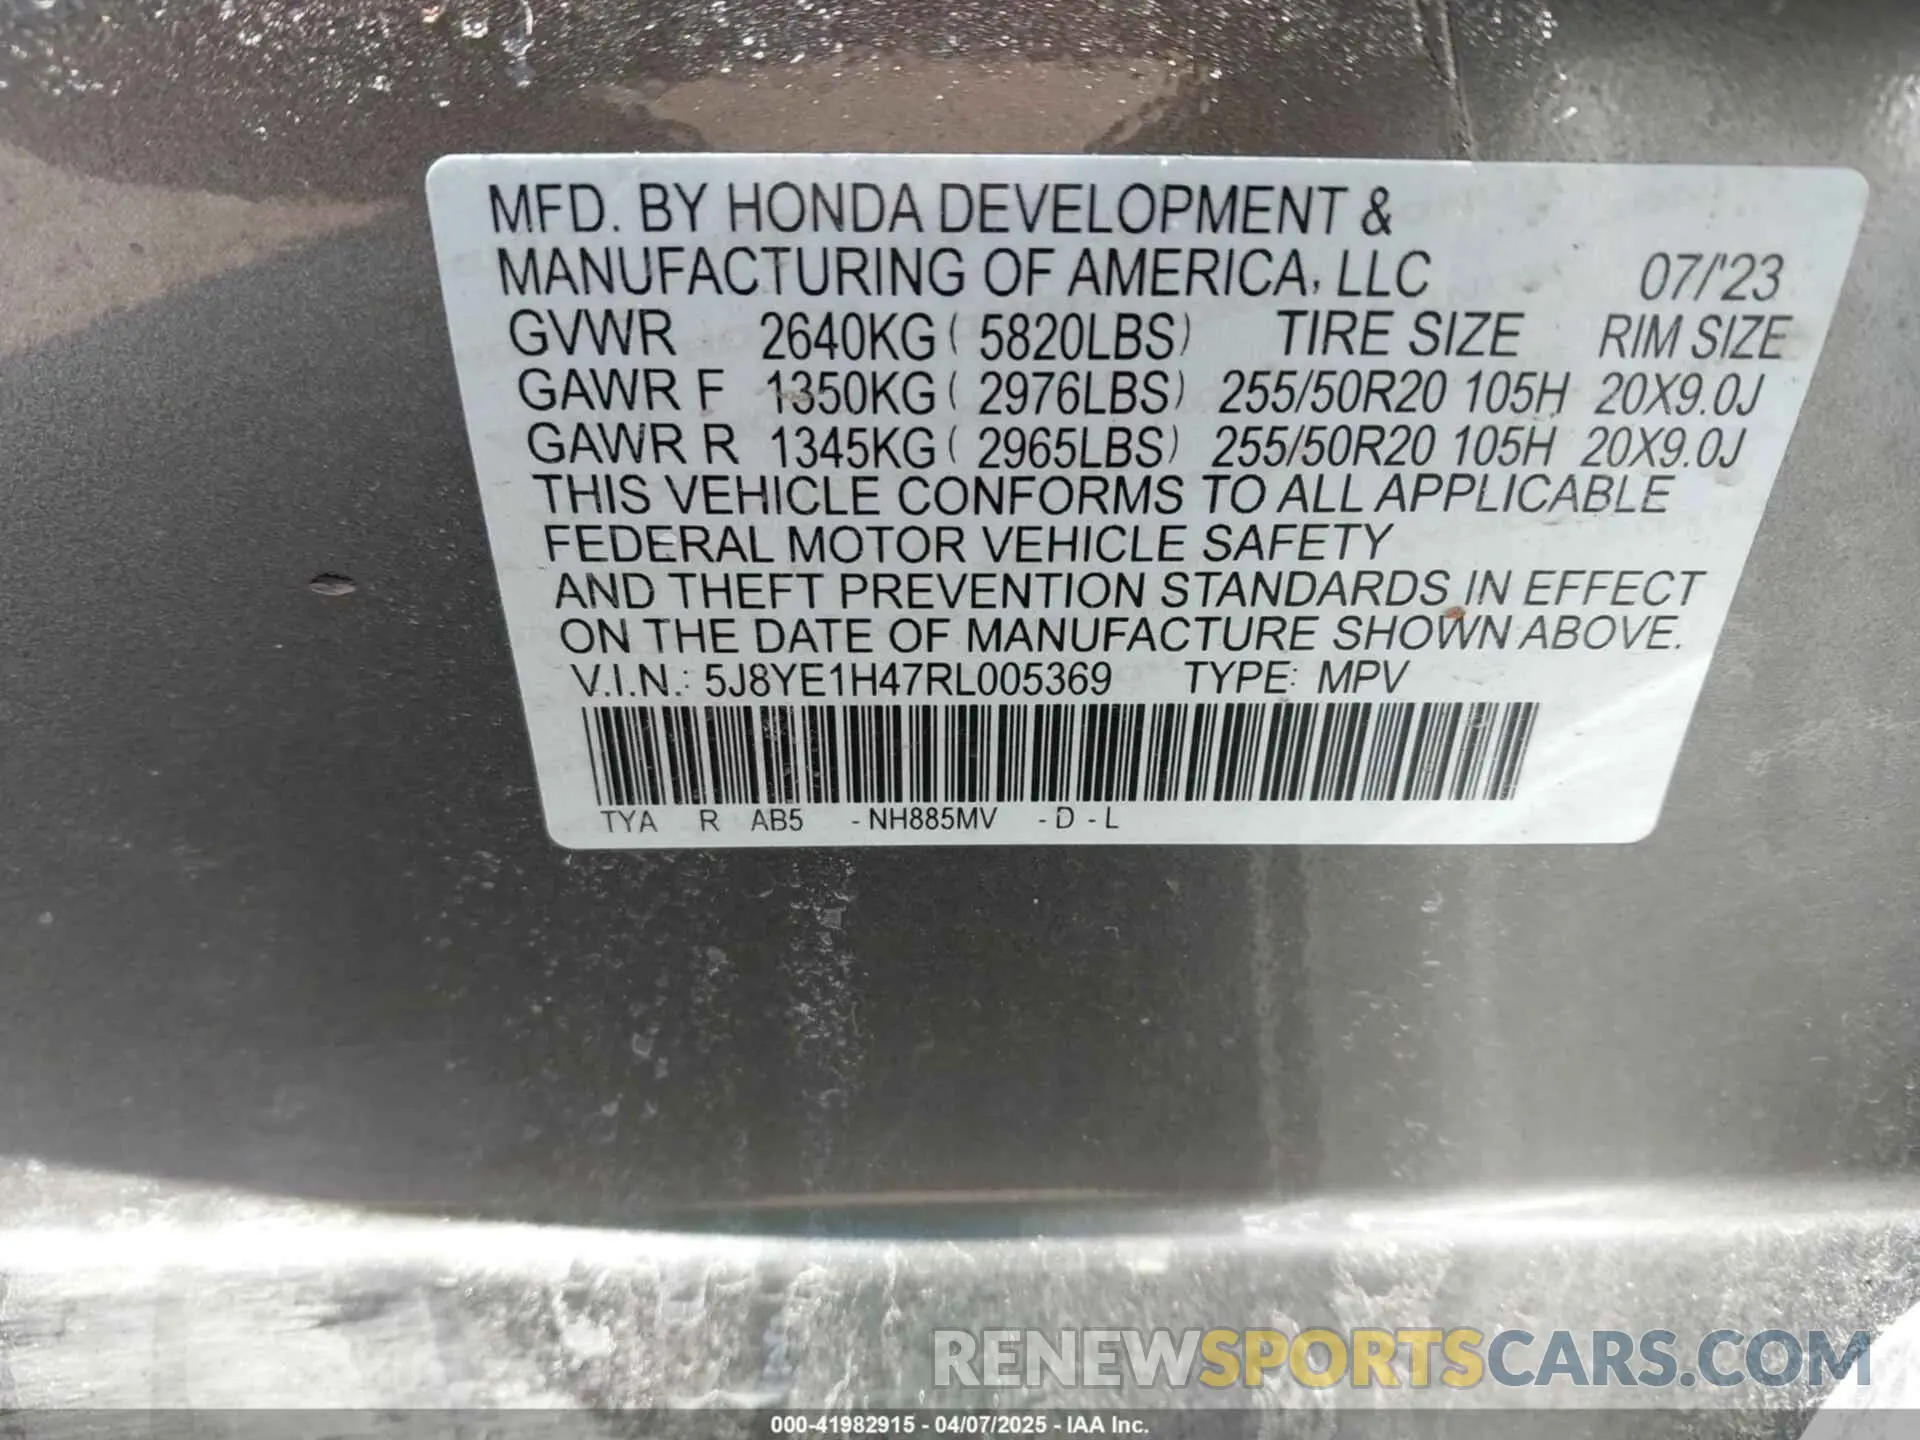 MFD. BY HONDA DEVELOPMENT &
MANUFACTURING OF AMERICA, LLC 07/'23
GVWR 2640KG ( 5820LBS) TIRE SIZE RIM SIZE
GAWR F 1350KG ( 2976LBS) 255/50R20 105H 20X9.0J
GAWR R 1345KG ( 2965LBS) 255/50R20 105H 20X9.0J
THIS VEHICLE CONFORMS TO ALL APPLICABLE
FEDERAL MOTOR VEHICLE SAFETY
AND THEFT PREVENTION STANDARDS IN EFFECT
ON THE DATE OF MANUFACTURE SHOWN ABOVE.
V.I.N.: 5J8YE1H47RL005369 TYPE: MPV
TYA R AB5 - NH885MV - D - L
RENEWSPORTSCARS.COM
000-41982915 - 04/07/2025 - IAA Inc.